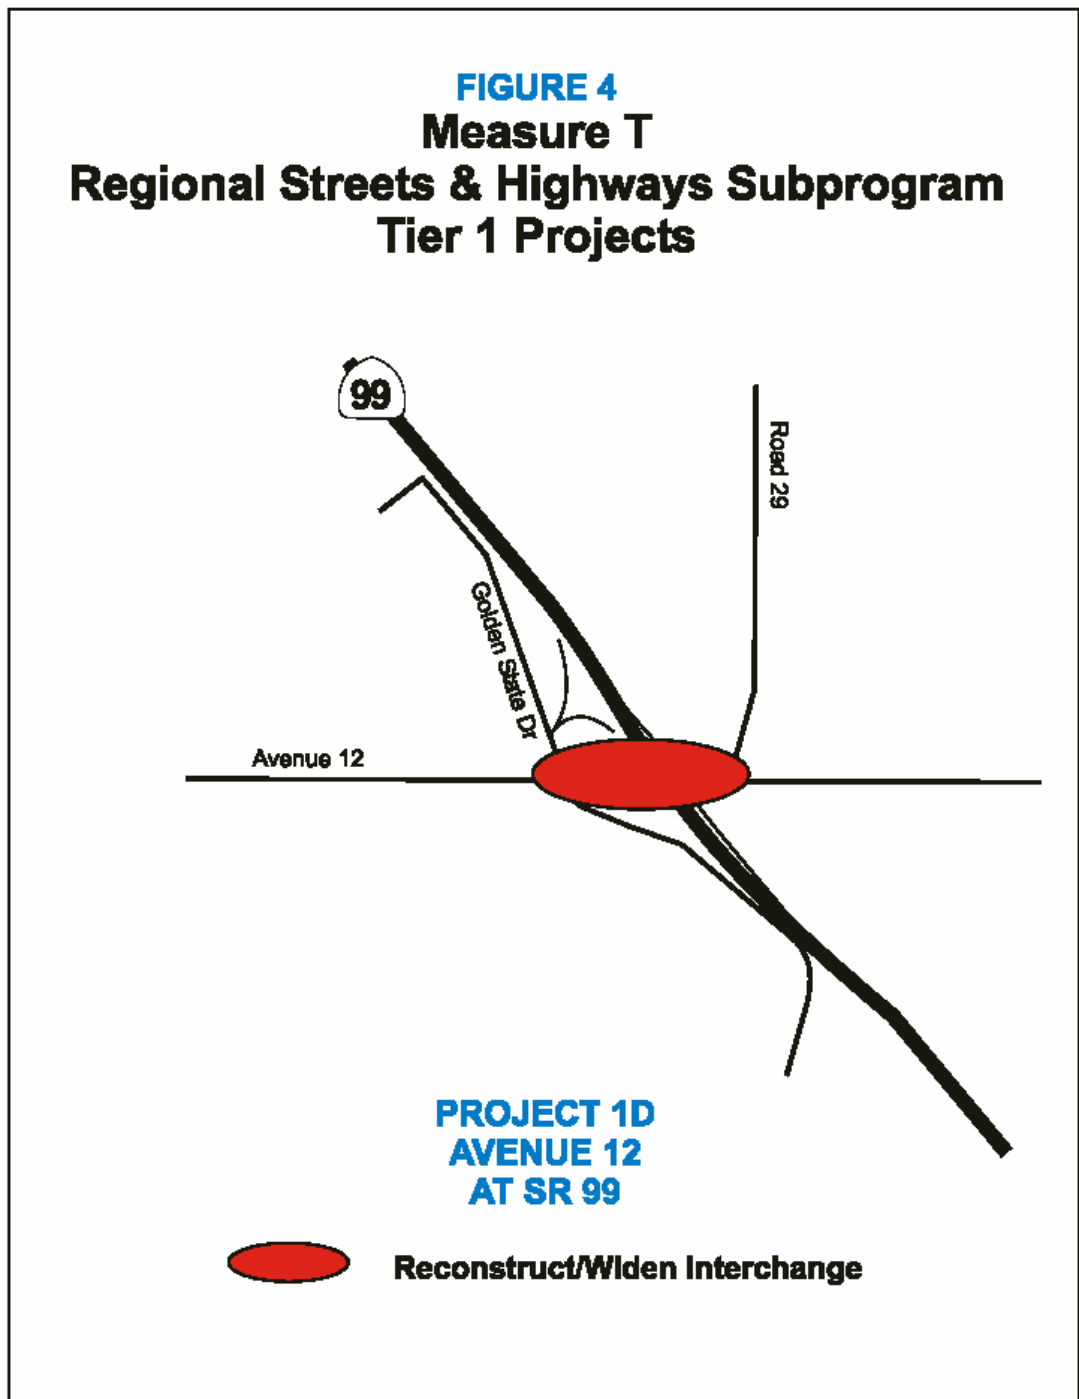 FIGURE 4
Measure T
Regional Streets & Highways Subprogram
Tier 1 Projects
99
Road 29
Golden State Dr
Avenue 12
PROJECT 1D
AVENUE 12
AT SR 99
Reconstruct/Widen Interchange